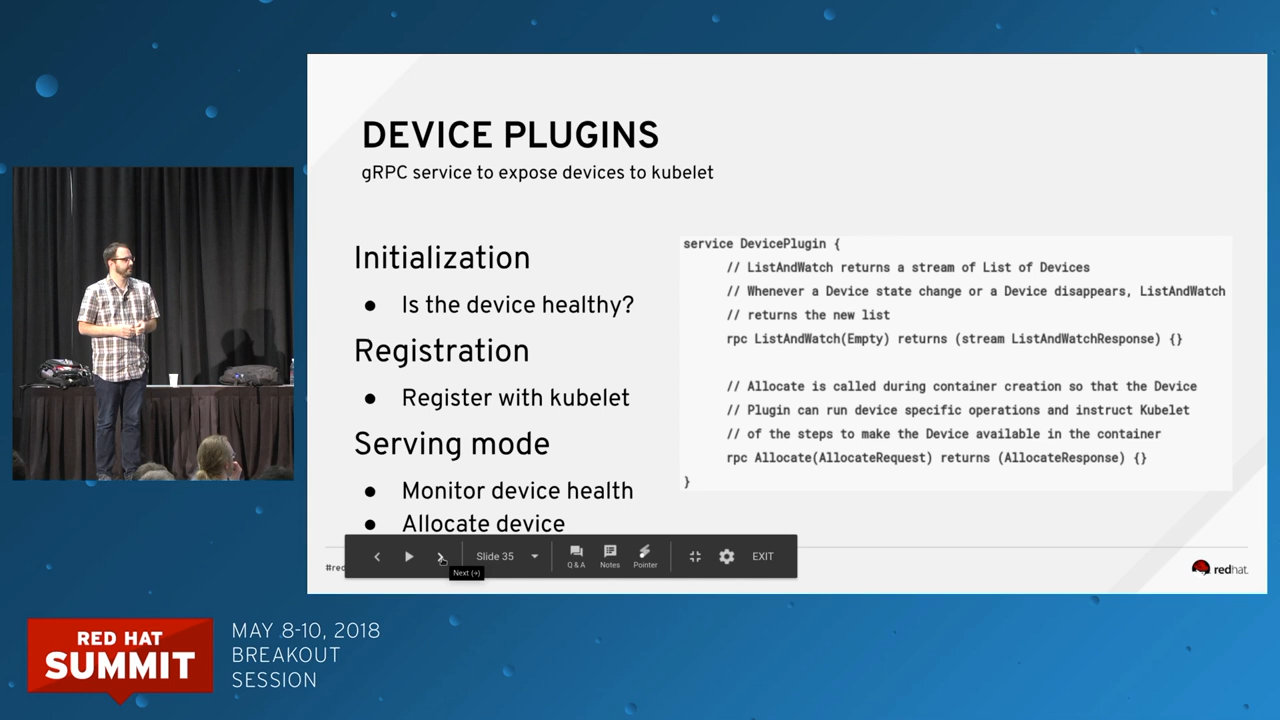 DEVICE PLUGINS
gRPC service to expose devices to kubelet
Initialization
● Is the device healthy?
Registration
● Register with kubelet
Serving mode
● Monitor device health
● Allocate device
service DevicePlugin {
// ListAndWatch returns a stream of List of Devices
// Whenever a Device state change or a Device disappears, ListAndWatch
// returns the new list
rpc ListAndWatch(Empty) returns (stream ListAndWatchResponse) {}
// Allocate is called during container creation so that the Device
// Plugin can run device specific operations and instruct Kubelet
// of the steps to make the Device available in the container
rpc Allocate(AllocateRequest) returns (AllocateResponse) {}
}
Slide 35
Q & A
Notes
Pointer
EXIT
Next (→)
#red
redhat.
RED HAT
SUMMIT
MAY 8-10, 2018
BREAKOUT
SESSION